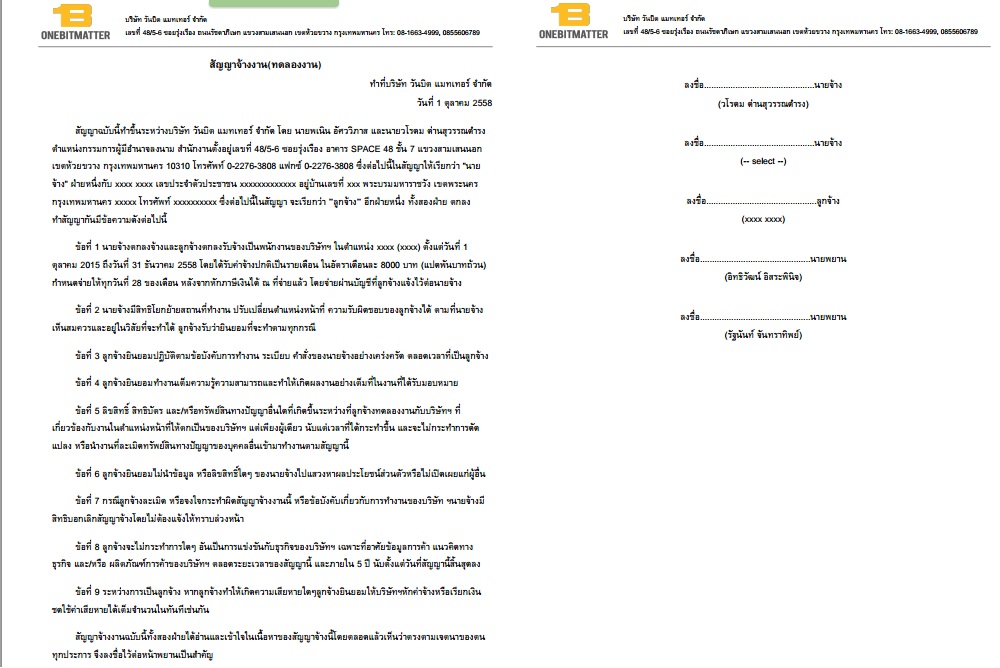 ONEBITMATTER
บริษัท วันบิต แมทเทอร์ จำกัด
เลขที่ 48/5-6 ซอยรุ่งเรือง ถนนรัชดาภิเษก แขวงสามเสนนอก เขตห้วยขวาง กรุงเทพมหานคร โทร: 08-1663-4999, 0855606789
สัญญาจ้างงาน(ทดลองงาน)
ทำที่บริษัท วันบิต แมทเทอร์ จำกัด
วันที่ 1 ตุลาคม 2558
สัญญาฉบับนี้ทำขึ้นระหว่างบริษัท วันบิต แมทเทอร์ จำกัด โดย นายพเนิน อัศววิภาส และนายวโรดม ด่านสุวรรณดำรง
ตำแหน่งกรรมการผู้มีอำนาจลงนาม สำนักงานตั้งอยู่เลขที่ 48/5-6 ซอยรุ่งเรือง อาคาร SPACE 48 ชั้น 7 แขวงสามเสนนอก
เขตห้วยขวาง กรุงเทพมหานคร 10310 โทรศัพท์ 0-2276-3808 แฟกซ์ 0-2276-3808 ซึ่งต่อไปนี้ในสัญญาให้เรียกว่า "นาย
จ้าง" ฝ่ายหนึ่งกับ xxxx xxxx เลขประจำตัวประชาชน xxxxxxxxxxxxx อยู่บ้านเลขที่ xxx พระบรมมหาราชวัง เขตพระนคร
กรุงเทพมหานคร xxxxx โทรศัพท์ xxxxxxxxxx ซึ่งต่อไปนี้ในสัญญา จะเรียกว่า "ลูกจ้าง" อีกฝ่ายหนึ่ง ทั้งสองฝ่าย ตกลง
ทำสัญญากันมีข้อความดังต่อไปนี้
ข้อที่ 1 นายจ้างตกลงจ้างและลูกจ้างตกลงรับจ้างเป็นพนักงานของบริษัทฯ ในตำแหน่ง xxxx (xxxx) ตั้งแต่วันที่ 1
ตุลาคม 2015 ถึงวันที่ 31 ธันวาคม 2558 โดยได้รับค่าจ้างปกติเป็นรายเดือน ในอัตราเดือนละ 8000 บาท (แปดพันบาทถ้วน)
กำหนดจ่ายให้ทุกวันที่ 28 ของเดือน หลังจากหักภาษีเงินได้ ณ ที่จ่ายแล้ว โดยจ่ายผ่านบัญชีที่ลูกจ้างแจ้งไว้ต่อนายจ้าง
ข้อที่ 2 นายจ้างมีสิทธิโยกย้ายสถานที่ทำงาน ปรับเปลี่ยนตำแหน่งหน้าที่ ความรับผิดชอบของลูกจ้างได้ ตามที่นายจ้าง
เห็นสมควรและอยู่ในวิสัยที่จะทำได้ ลูกจ้างรับว่ายินยอมที่จะทำตามทุกกรณี
ข้อที่ 3 ลูกจ้างยินยอมปฏิบัติตามข้อบังคับการทำงาน ระเบียบ คำสั่งของนายจ้างอย่างเคร่งครัด ตลอดเวลาที่เป็นลูกจ้าง
ข้อที่ 4 ลูกจ้างยินยอมทำงานเต็มความรู้ความสามารถและทำให้เกิดผลงานอย่างเต็มที่ในงานที่ได้รับมอบหมาย
ข้อที่ 5 ลิขสิทธิ์ สิทธิบัตร และ/หรือทรัพย์สินทางปัญญาอื่นใดที่เกิดขึ้นระหว่างที่ลูกจ้างทดลองงานกับบริษัทฯ ที่
เกี่ยวข้องกับงานในตำแหน่งหน้าที่ให้ตกเป็นของบริษัทฯ แต่เพียงผู้เดียว นับแต่เวลาที่ได้กระทำขึ้น และจะไม่กระทำการดัด
แปลง หรือนำงานที่ละเมิดทรัพย์สินทางปัญญาของบุคคลอื่นเข้ามาทำงานตามสัญญานี้
ข้อที่ 6 ลูกจ้างยินยอมไม่นำข้อมูล หรือลิขสิทธิ์ใดๆ ของนายจ้างไปแสวงหาผลประโยชน์ส่วนตัวหรือไม่เปิดเผยแก่ผู้อื่น
ข้อที่ 7 กรณีลูกจ้างละเมิด หรือจงใจกระทำผิดสัญญาจ้างงานนี้ หรือข้อบังคับเกี่ยวกับการทำงานของบริษัท ฯนายจ้างมี
สิทธิบอกเลิกสัญญาจ้างโดยไม่ต้องแจ้งให้ทราบล่วงหน้า
ข้อที่ 8 ลูกจ้างจะไม่กระทำการใดๆ อันเป็นการแข่งขันกับธุรกิจของบริษัทฯ เฉพาะที่อาศัยข้อมูลการค้า แนวคิดทาง
ธุรกิจ และ/หรือ ผลิตภัณฑ์การค้าของบริษัทฯ ตลอดระยะเวลาของสัญญานี้ และภายใน 5 ปี นับตั้งแต่วันที่สัญญานี้สิ้นสุดลง
ข้อที่ 9 ระหว่างการเป็นลูกจ้าง หากลูกจ้างทำให้เกิดความเสียหายใดๆลูกจ้างยินยอมให้บริษัทฯหักค่าจ้างหรือเรียกเงิน
ชดใช้ค่าเสียหายได้เต็มจำนวนในทันทีเช่นกัน
สัญญาจ้างงานฉบับนี้ทั้งสองฝ่ายได้อ่านและเข้าใจในเนื้อหาของสัญญาจ้างนี้โดยตลอดแล้วเห็นว่าตรงตามเจตนาของตน
ทุกประการ จึงลงชื่อไว้ต่อหน้าพยานเป็นสำคัญ
ONEBITMATTER
บริษัท วันบิต แมทเทอร์ จำกัด
เลขที่ 48/5-6 ซอยรุ่งเรือง ถนนรัชดาภิเษก แขวงสามเสนนอก เขตห้วยขวาง กรุงเทพมหานคร โทร: 08-1663-4999, 0855606789
ลงชื่อ................................................นายจ้าง
(วโรดม ด่านสุวรรณดำรง)
ลงชื่อ................................................นายจ้าง
(-- select --)
ลงชื่อ................................................ลูกจ้าง
(xxxx xxxx)
ลงชื่อ................................................นายพยาน
(อิทธิวัฒน์ อิสระพินิจ)
ลงชื่อ................................................นายพยาน
(รัฐนันท์ จันทราทิพย์)